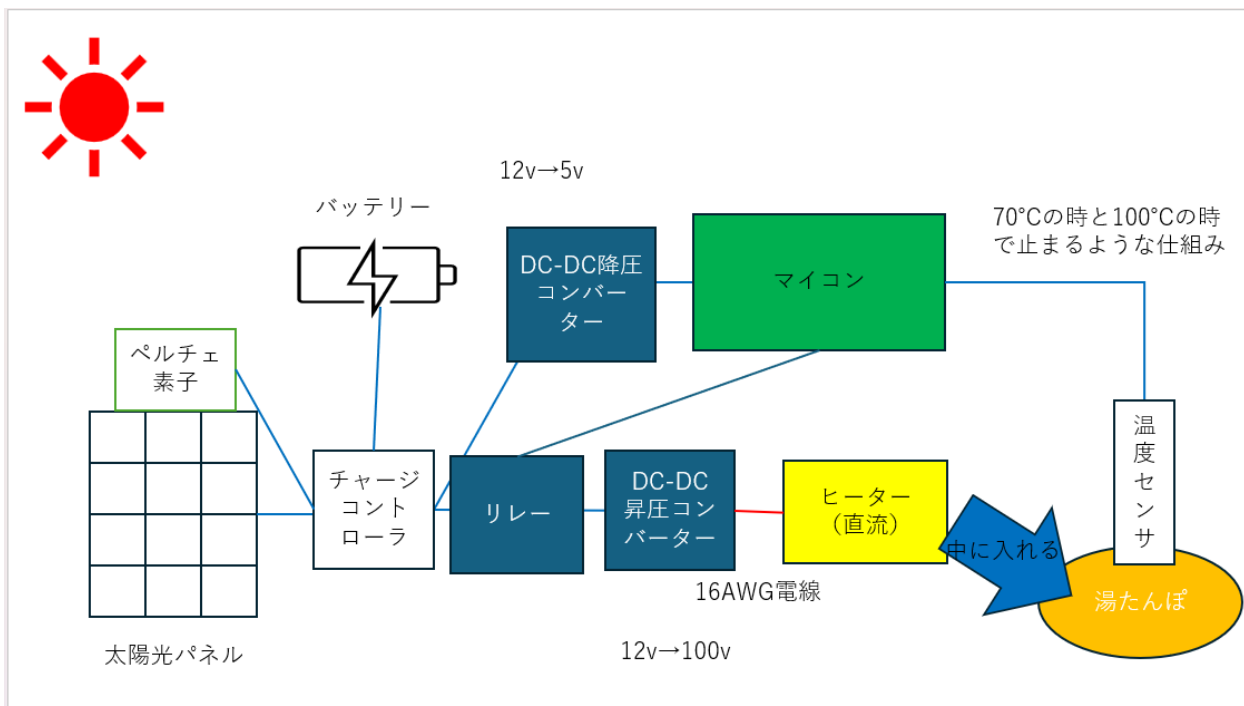 12v→5v
バッテリー
70°Cの時と100°Cの時
で止まるような仕組み
DC-DC降圧
コンバー
ター
マイコン
ペルチェ
素子
温度センサ
チャージ
コント
ローラ
リレー
DC-DC
昇圧コン
バーター
ヒーター
(直流)
中に入れる
16AWG電線
湯たんぽ
太陽光パネル
12v→100v